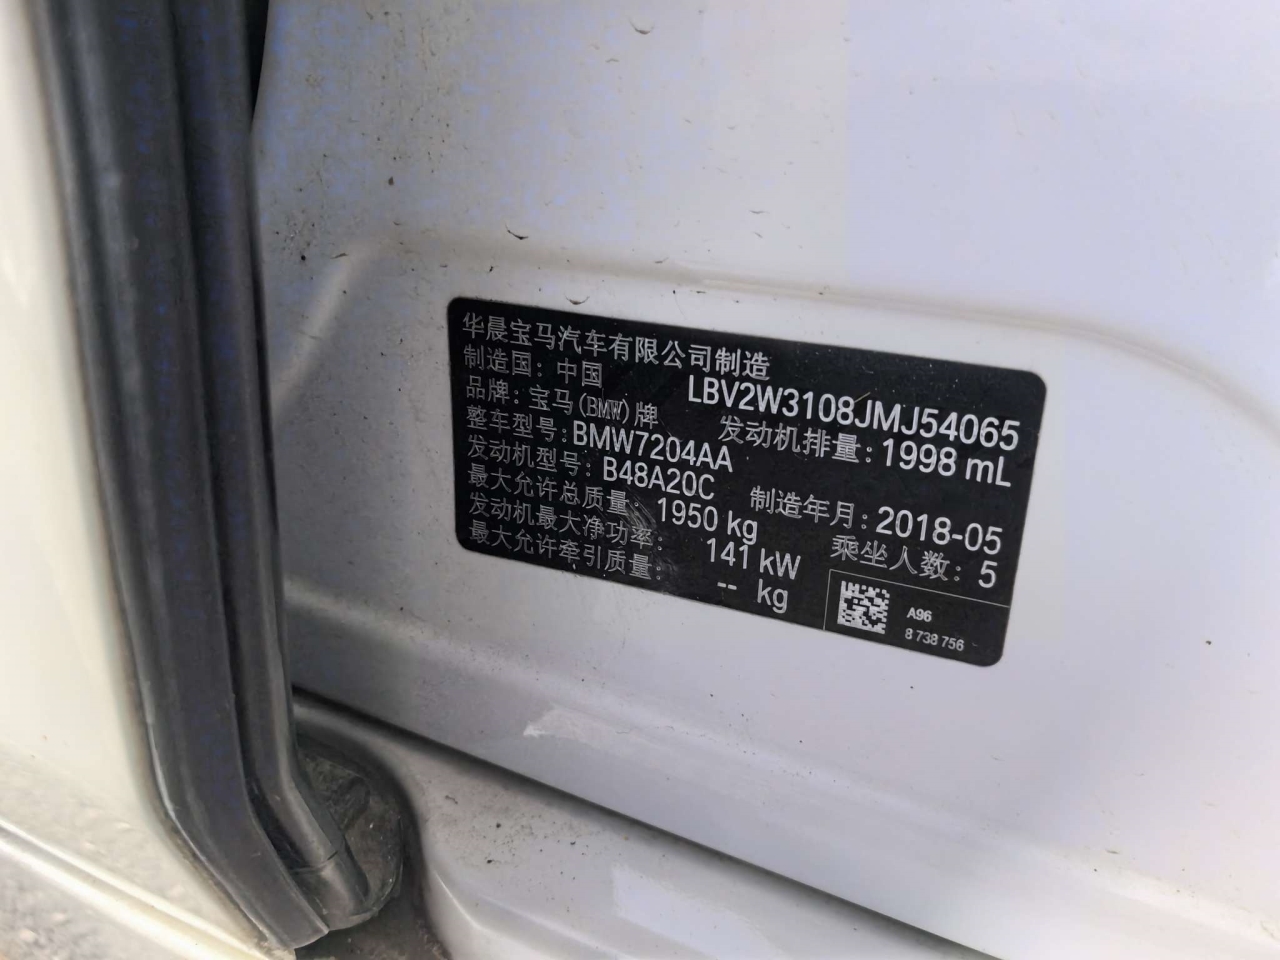 华晨宝马汽车有限公司制造
制造国：中国 LBV2W3108JMJ54065
品牌：宝马(BMW)牌 发动机排量：1998 mL
整车型号：BMW7204AA
发动机型号：B48A20C 制造年月：2018-05
最大允许总质量：1950 kg 乘坐人数：5
发动机最大净功率：141 kW
最大允许牵引质量：-- kg
A96
8 738 756